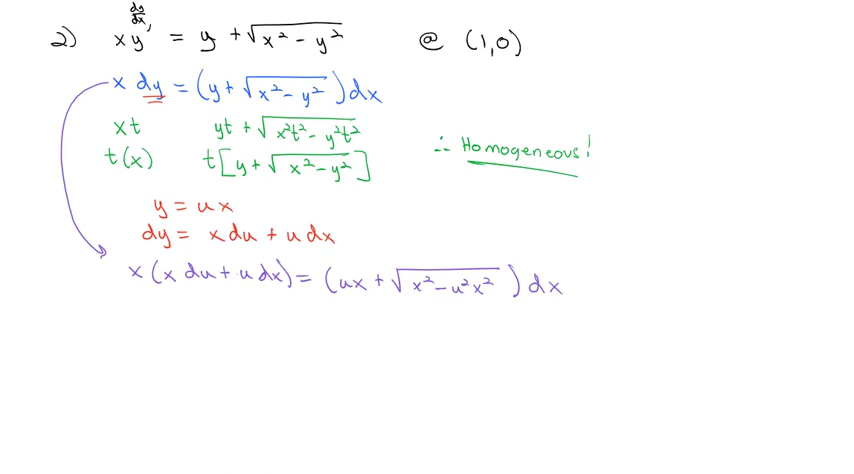 dy/dx
2) xy' = y + √(x² − y²) @ (1,0)
x dy = (y + √(x² − y²)) dx
xt yt + √(x²t² − y²t²)
t(x) t[y + √(x² − y²)] ∴ Homogeneous!
y = ux
dy = x du + u dx
x(x du + u dx) = (ux + √(x² − u²x²)) dx